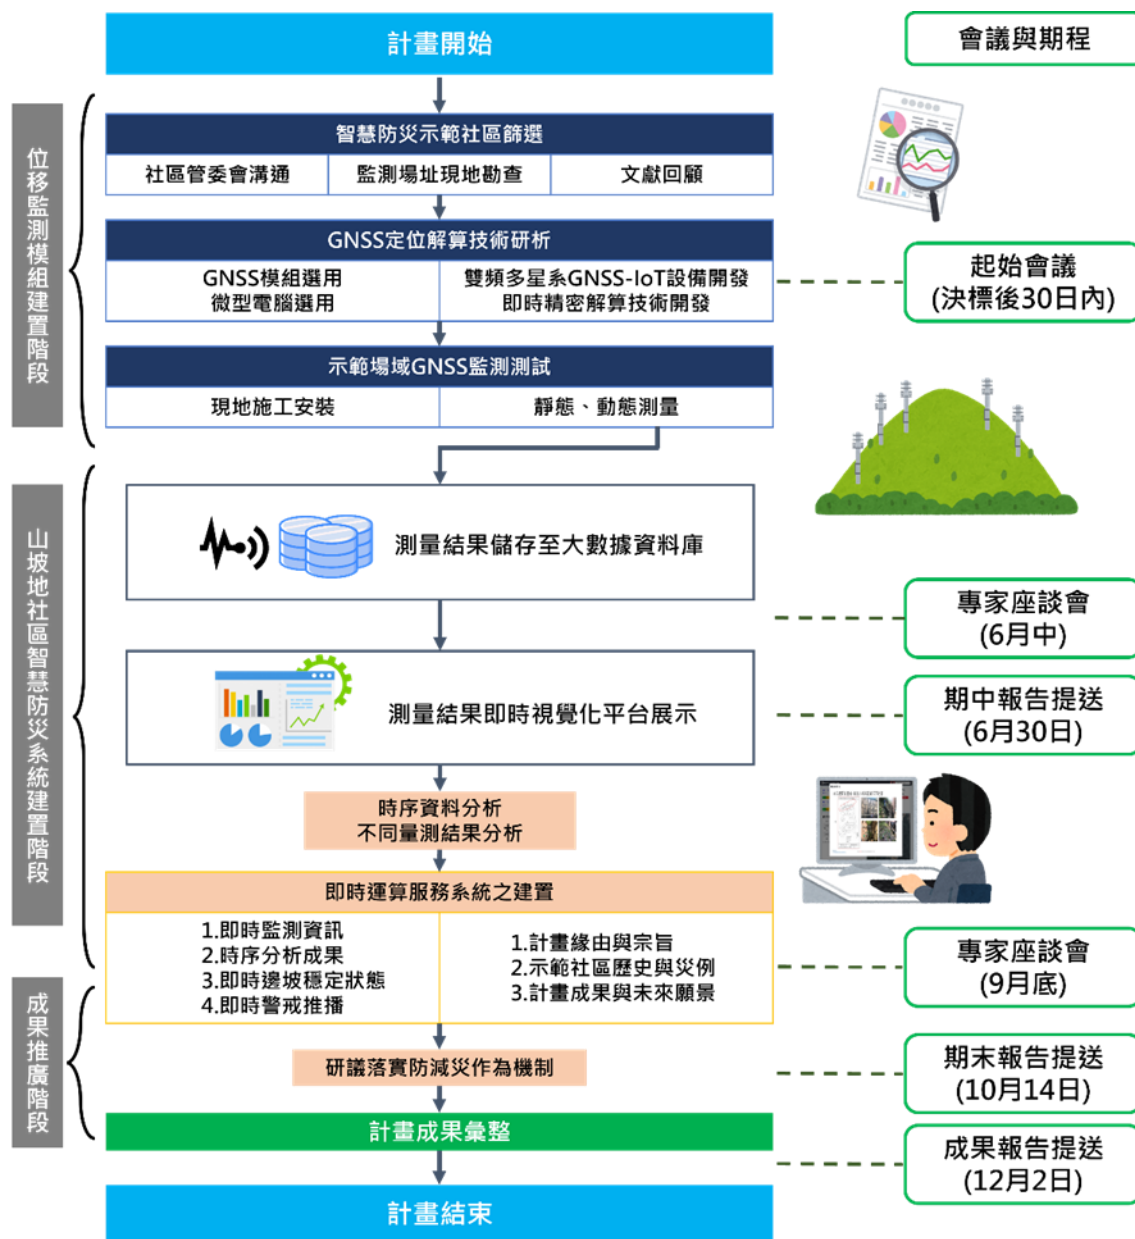 計畫開始
會議與期程
位移監測模組建置階段
智慧防災示範社區篩選
社區管委會溝通
監測場址現地勘查
文獻回顧
GNSS定位解算技術研析
GNSS模組選用
微型電腦選用
雙頻多星系GNSS-IoT設備開發
即時精密解算技術開發
起始會議
(決標後30日內)
示範場域GNSS監測測試
現地施工安裝
靜態、動態測量
山坡地社區智慧防災系統建置階段
測量結果儲存至大數據資料庫
專家座談會
(6月中)
測量結果即時視覺化平台展示
期中報告提送
(6月30日)
時序資料分析
不同量測結果分析
即時運算服務系統之建置
1.即時監測資訊
2.時序分析成果
3.即時邊坡穩定狀態
4.即時警戒推播
1.計畫緣由與宗旨
2.示範社區歷史與災例
3.計畫成果與未來願景
專家座談會
(9月底)
成果推廣階段
研議落實防減災作為機制
期末報告提送
(10月14日)
計畫成果彙整
成果報告提送
(12月2日)
計畫結束